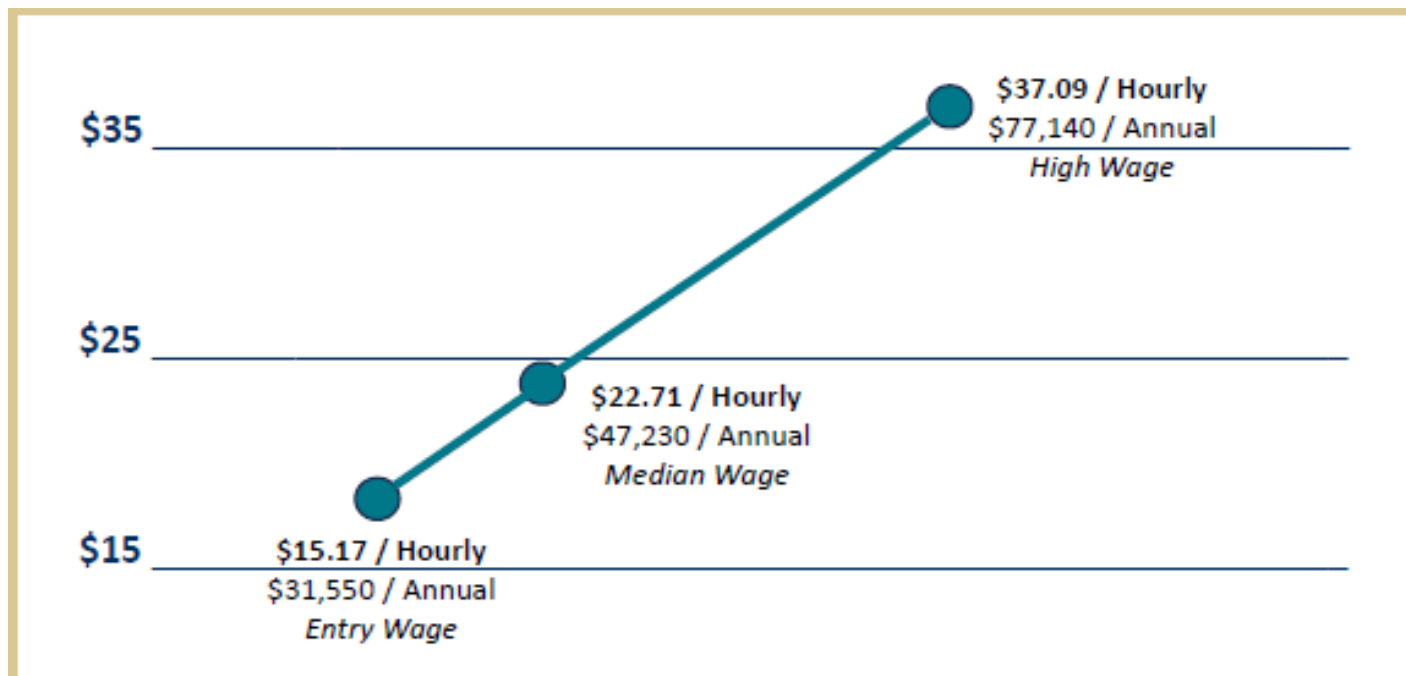 $37.09 / Hourly
$35
$77,140 / Annual
High Wage
$25
$22.71 / Hourly
$47,230 / Annual
Median Wage
$15
$15.17 / Hourly
$31,550 / Annual
Entry Wage